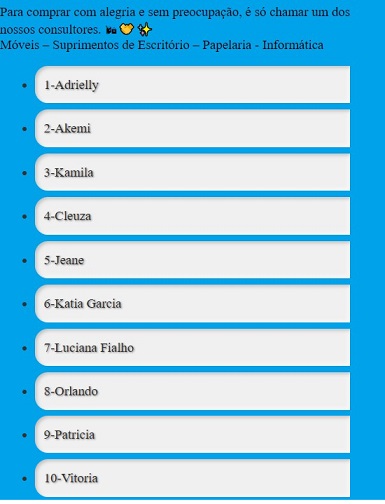 Para comprar com alegria e sem preocupação, é só chamar um dos
nossos consultores.
Móveis – Suprimentos de Escritório – Papelaria - Informática
1-Adrielly
2-Akemi
3-Kamila
4-Cleuza
5-Jeane
6-Katia Garcia
7-Luciana Fialho
8-Orlando
9-Patricia
10-Vitoria